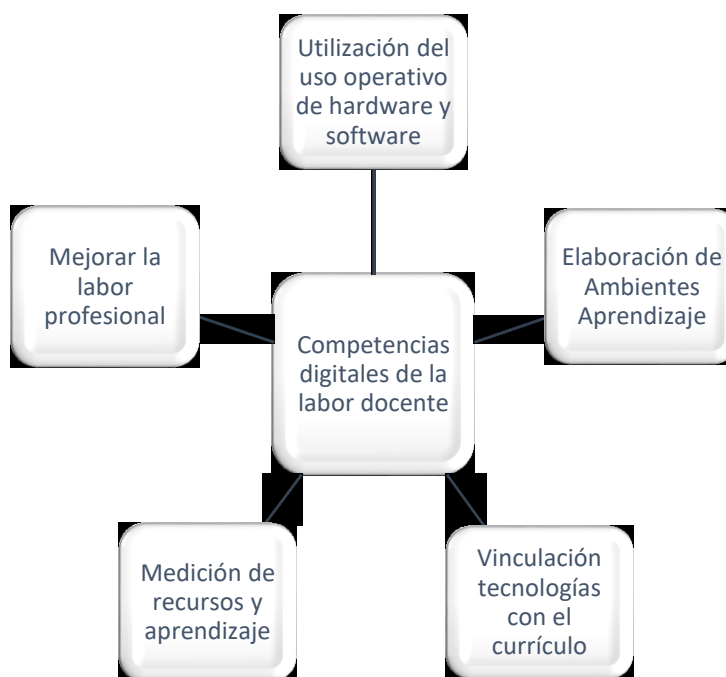 Utilización del
uso operativo
de hardware y
software
Mejorar la
labor
profesional
Elaboración de
Ambientes
Aprendizaje
Competencias
digitales de la
labor docente
Medición de
recursos y
aprendizaje
Vinculación
tecnologías
con el
currículo